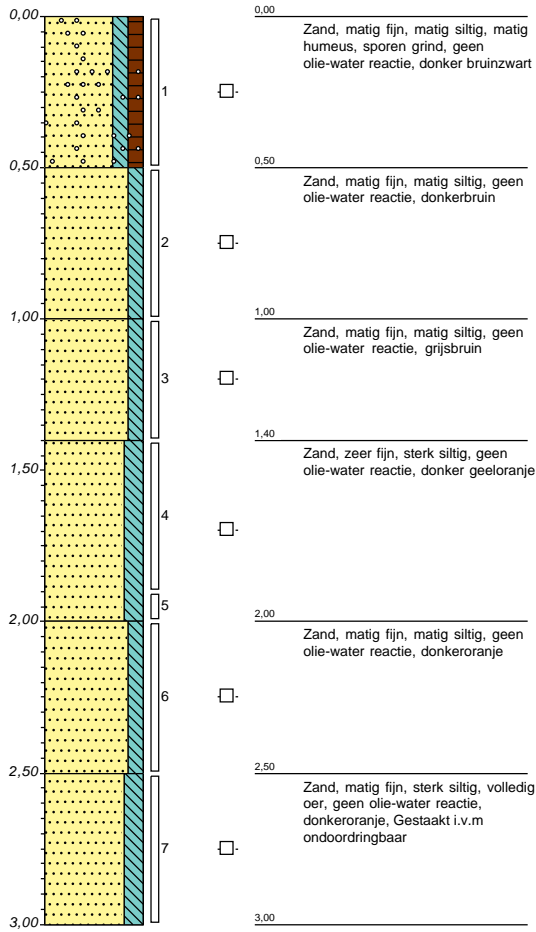 0,00
0,00
Zand, matig fijn, matig siltig, matig
humeus, sporen grind, geen
olie-water reactie, donker bruinzwart
1
0,50
0,50
Zand, matig fijn, matig siltig, geen
olie-water reactie, donkerbruin
2
1,00
1,00
Zand, matig fijn, matig siltig, geen
olie-water reactie, grijsbruin
3
1,40
Zand, zeer fijn, sterk siltig, geen
olie-water reactie, donker geeloranje
1,50
4
5
2,00
2,00
Zand, matig fijn, matig siltig, geen
olie-water reactie, donkeroranje
6
2,50
2,50
Zand, matig fijn, sterk siltig, volledig
oer, geen olie-water reactie,
donkeroranje, Gestaakt i.v.m
ondoordringbaar
7
3,00
3,00